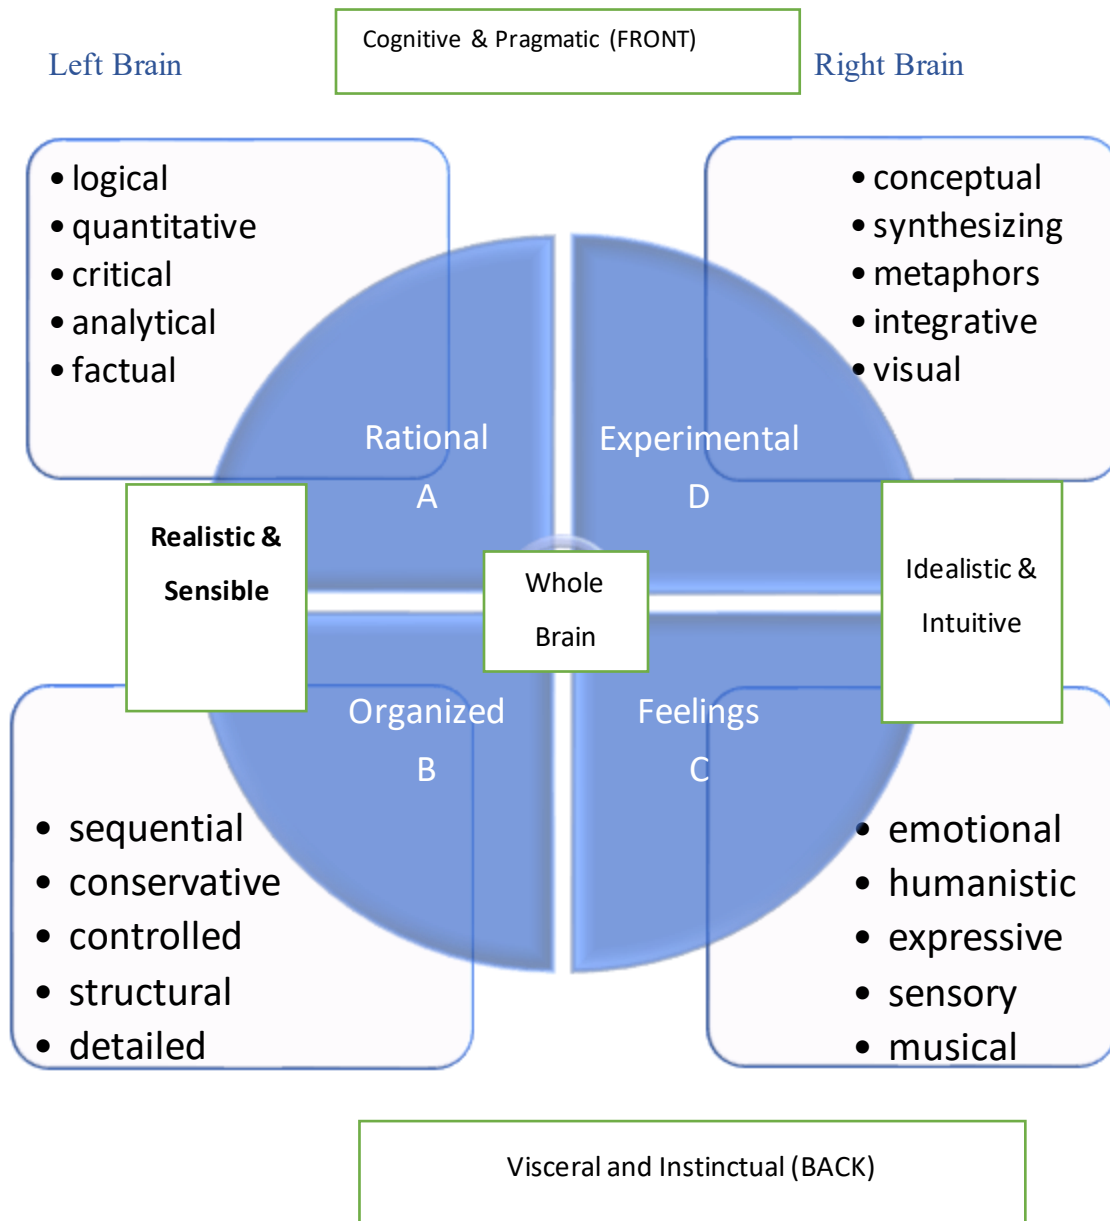 Cognitive & Pragmatic (FRONT)
Left Brain
Right Brain
• logical
• quantitative
• critical
• analytical
• factual
• conceptual
• synthesizing
• metaphors
• integrative
• visual
Rational
A
Experimental
D
Realistic &
Sensible
Whole
Brain
Idealistic &
Intuitive
Organized
B
Feelings
C
• sequential
• conservative
• controlled
• structural
• detailed
• emotional
• humanistic
• expressive
• sensory
• musical
Visceral and Instinctual (BACK)